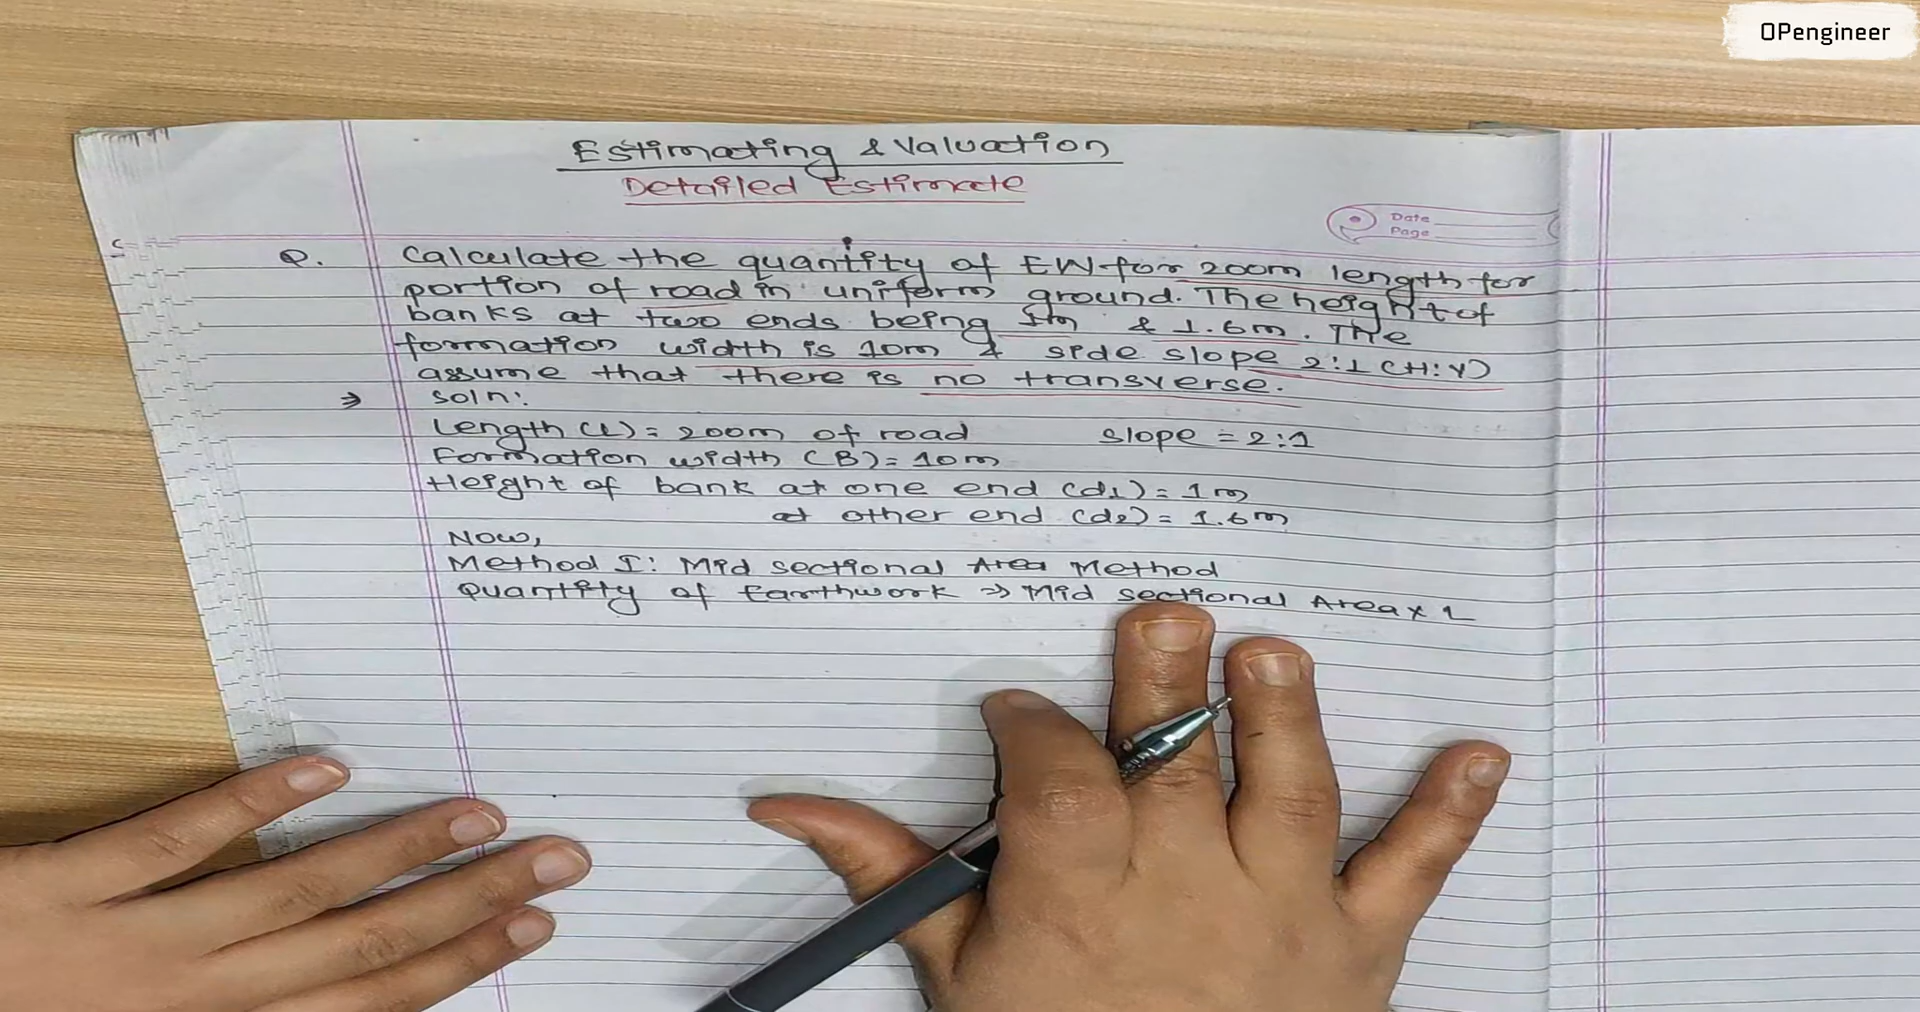 OPengineer
Estimating & Valuation
Detailed Estimate
Date
Page
Q. Calculate the quantity of EW for 200m length for
portion of road in uniform ground. The height of
banks at two ends being 1m & 1.6m. The
formation width is 10m & side slope 2:1 (H:V)
assume that there is no transverse.
⇒ Soln:
Length (L) = 200m of road Slope = 2:1
Formation width (B) = 10m
Height of bank at one end (d1) = 1m
at other end (d2) = 1.6m
Now,
Method I: Mid sectional Area Method
Quantity of Earthwork ⇒ Mid sectional Area x L